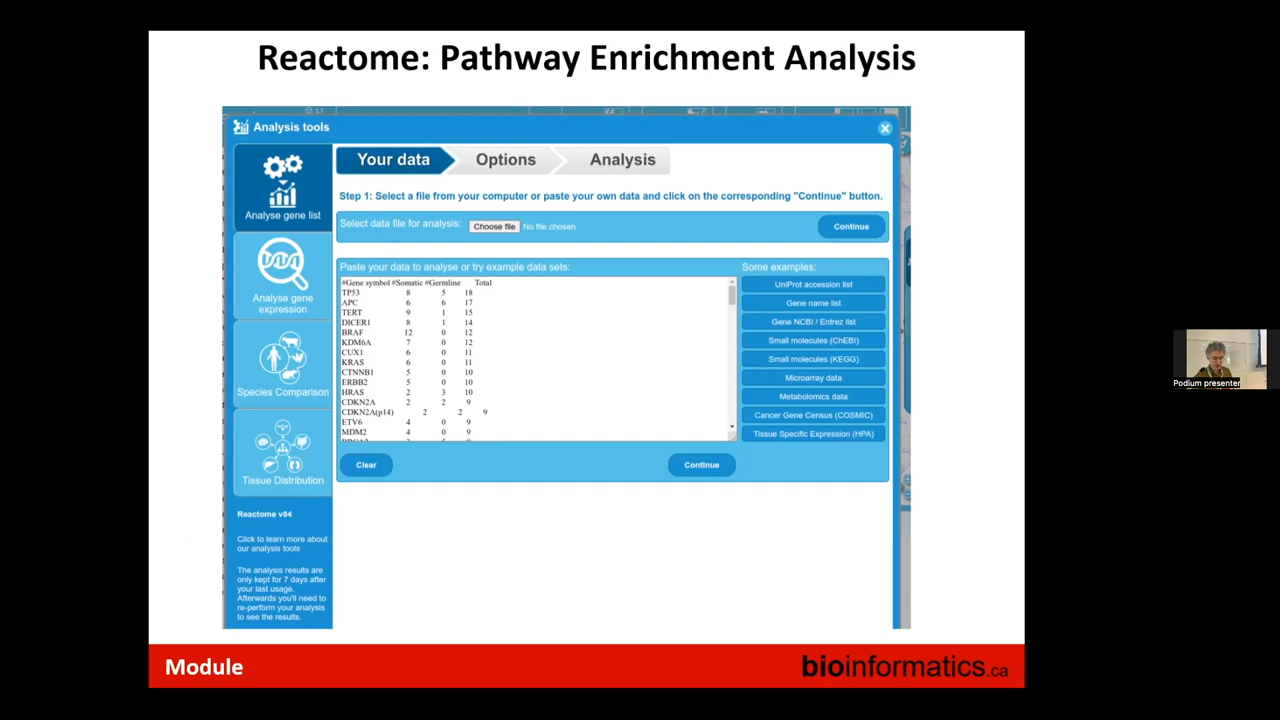 Reactome: Pathway Enrichment Analysis
3.7
Analysis tools
Your data Options Analysis
Step 1: Select a file from your computer or paste your own data and click on the corresponding "Continue" button.
Analyse gene list
Select data file for analysis: Choose file No file chosen Continue
Analyse gene
expression
Species Comparison
Tissue Distribution
Paste your data to analyse or try example data sets:
#Gene symbol #Somatic #Germline Total
TP53 8 5 18
APC 6 6 17
TERT 9 1 15
DICER1 8 1 14
BRAF 12 0 12
KDM6A 7 0 12
CUX1 6 0 11
KRAS 6 0 11
CTNNB1 5 0 10
ERBB2 5 0 10
HRAS 2 3 10
CDKN2A 2 2 9
CDKN2A(p14) 2 2 9
ETV6 4 0 9
MDM2 4 0 9
Some examples:
UniProt accession list
Gene name list
Gene NCBI / Entrez list
Small molecules (ChEBI)
Small molecules (KEGG)
Microarray data
Metabolomics data
Cancer Gene Census (COSMIC)
Tissue Specific Expression (HPA)
Clear Continue
Reactome v84
Click to learn more about
our analysis tools
The analysis results are
only kept for 7 days after
your last usage.
Afterwards you'll need to
re-perform your analysis
to see the results.
Module
bioinformatics.ca
Podium presenter